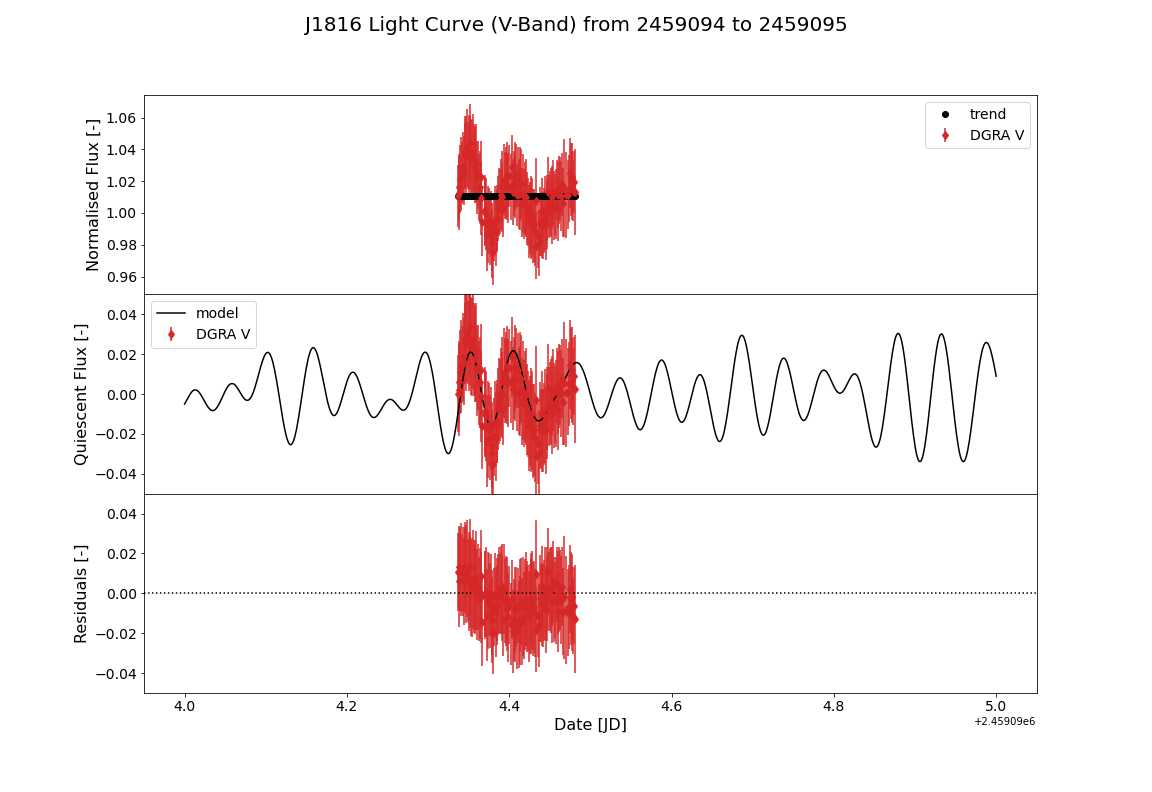 J1816 Light Curve (V-Band) from 2459094 to 2459095
Normalised Flux [-]
1.06
1.04
1.02
1.00
0.98
0.96
trend
DGRA V
Quiescent Flux [-]
0.04
0.02
0.00
−0.02
−0.04
model
DGRA V
Residuals [-]
0.04
0.02
0.00
−0.02
−0.04
4.0 4.2 4.4 4.6 4.8 5.0
Date [JD]
+2.45909e6